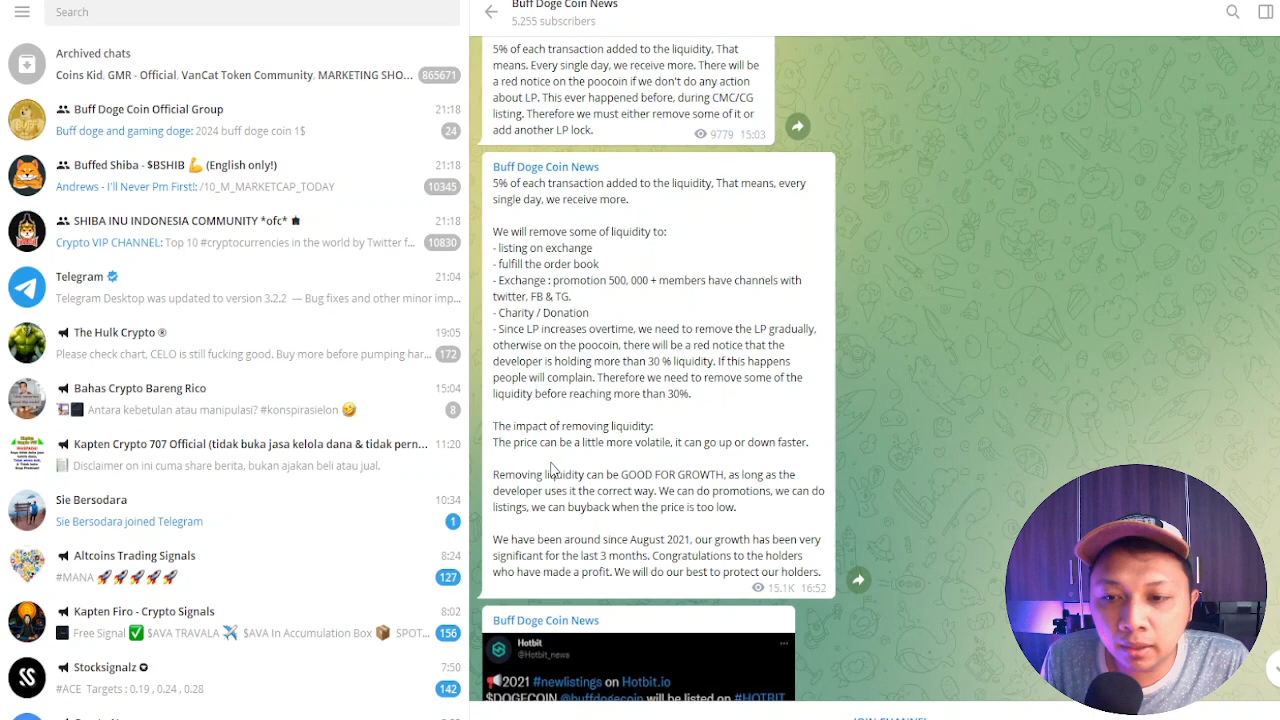 Search
Archived chats
Coins Kid, GMR - Official, VanCat Token Community, MARKETING SHO...
865671
Buff Doge Coin Official Group
21:18
Buff doge and gaming doge: 2024 buff doge coin 1$
24
Buffed Shiba - $BSHIB 💪 (English only!)
21:18
Andrews - I'll Never Pm First!: /10_M_MARKETCAP_TODAY
10345
SHIBA INU INDONESIA COMMUNITY *ofc*
21:18
Crypto VIP CHANNEL: Top 10 #cryptocurrencies in the world by Twitter f...
10830
Telegram
21:04
Telegram Desktop was updated to version 3.2.2 — Bug fixes and other minor imp...
The Hulk Crypto ®
19:05
Please check chart, CELO is still fucking good. Buy more before pumping har...
172
Bahas Crypto Bareng Rico
15:04
Antara kebetulan atau manipulasi? #konspirasielon 🤣
8
Kapten Crypto 707 Official (tidak buka jasa kelola dana & tidak pern...
11:20
Disclaimer on ini cuma share berita, bukan ajakan beli atau jual.
Sie Bersodara
10:34
Sie Bersodara joined Telegram
1
Altcoins Trading Signals
8:24
#MANA 🚀🚀🚀🚀🚀
127
Kapten Firo - Crypto Signals
8:02
Free Signal ✅ $AVA TRAVALA ✈️ $AVA In Accumulation Box 📦 SPOT...
156
Stocksignalz
7:50
#ACE Targets : 0.19 , 0.24 , 0.28
142
Buff Doge Coin News
5.255 subscribers
5% of each transaction added to the liquidity, That
means. Every single day, we receive more. There will be
a red notice on the poocoin if we don't do any action
about LP. This ever happened before, during CMC/CG
listing. Therefore we must either remove some of it or
add another LP lock.
9779 15:03
Buff Doge Coin News
5% of each transaction added to the liquidity, That means, every
single day, we receive more.
We will remove some of liquidity to:
- listing on exchange
- fulfill the order book
- Exchange : promotion 500, 000 + members have channels with
twitter, FB & TG.
- Charity / Donation
- Since LP increases overtime, we need to remove the LP gradually,
otherwise on the poocoin, there will be a red notice that the
developer is holding more than 30 % liquidity. If this happens
people will complain. Therefore we need to remove some of the
liquidity before reaching more than 30%.
The impact of removing liquidity:
The price can be a little more volatile, it can go up or down faster.
Removing liquidity can be GOOD FOR GROWTH, as long as the
developer uses it the correct way. We can do promotions, we can do
listings, we can buyback when the price is too low.
We have been around since August 2021, our growth has been very
significant for the last 3 months. Congratulations to the holders
who have made a profit. We will do our best to protect our holders.
15.1K 16:52
Buff Doge Coin News
Hotbit
@Hotbit_news
📢2021 #newlistings on Hotbit.io
$DOGECOIN @buffdogecoin will be listed on #HOTBIT
JOIN CHANNEL